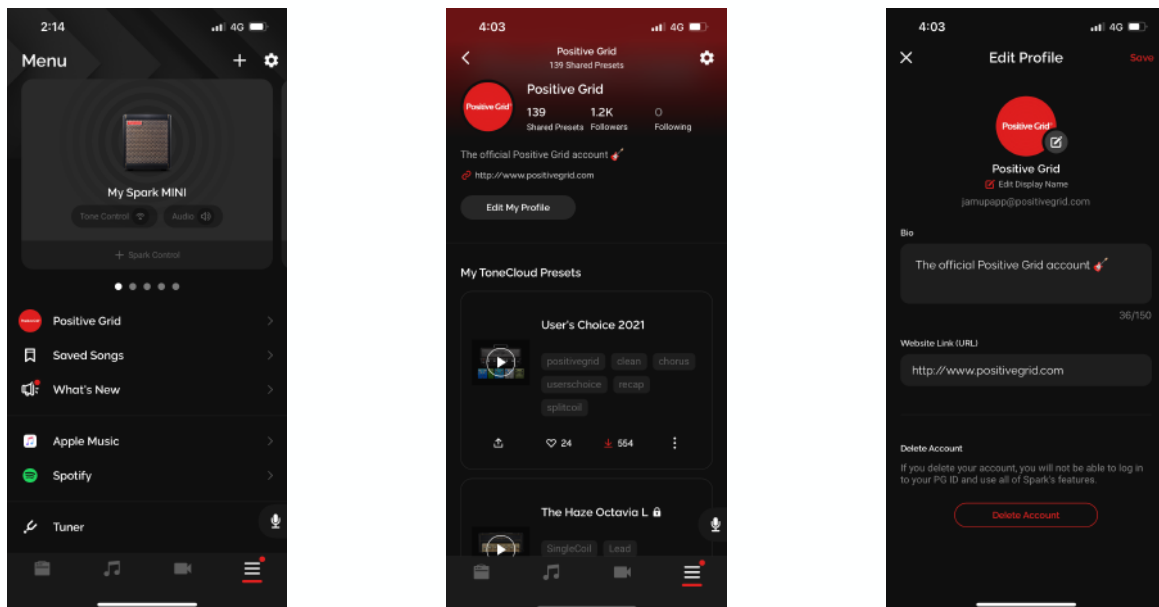 2:14
4G
Menu
My Spark MINI
Tone Control
Audio
+ Spark Control
Positive Grid
Saved Songs
What's New
Apple Music
Spotify
Tuner
4:03
4G
Positive Grid
139 Shared Presets
Positive Grid
Positive Grid
139 1.2K 0
Shared Presets Followers Following
The official Positive Grid account 🎸
http://www.positivegrid.com
Edit My Profile
My ToneCloud Presets
User's Choice 2021
positivegrid clean chorus
userschoice recap
splitcoil
24 554
The Haze Octavia L
SingleCoil Lead
4:03
4G
Edit Profile
Save
Positive Grid
Positive Grid
Edit Display Name
jamupapp@positivegrid.com
Bio
The official Positive Grid account 🎸
36/150
Website Link (URL)
http://www.positivegrid.com
Delete Account
If you delete your account, you will not be able to log in
to your PG ID and use all of Spark's features.
Delete Account